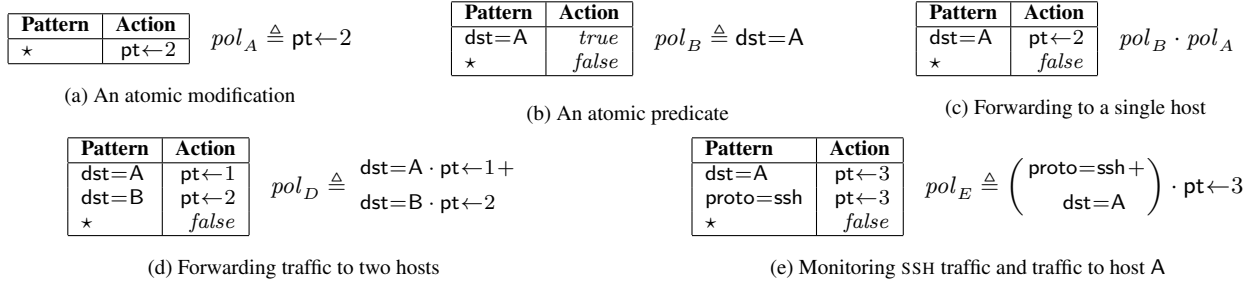 Pattern Action
⋆ pt←2
pol_A ≜ pt←2
(a) An atomic modification
Pattern Action
dst=A true
⋆ false
pol_B ≜ dst=A
(b) An atomic predicate
Pattern Action
dst=A pt←2
⋆ false
pol_B · pol_A
(c) Forwarding to a single host
Pattern Action
dst=A pt←1
dst=B pt←2
⋆ false
pol_D ≜ dst=A · pt←1+
dst=B · pt←2
(d) Forwarding traffic to two hosts
Pattern Action
dst=A pt←3
proto=ssh pt←3
⋆ false
pol_E ≜ (proto=ssh+
dst=A) · pt←3
(e) Monitoring SSH traffic and traffic to host A